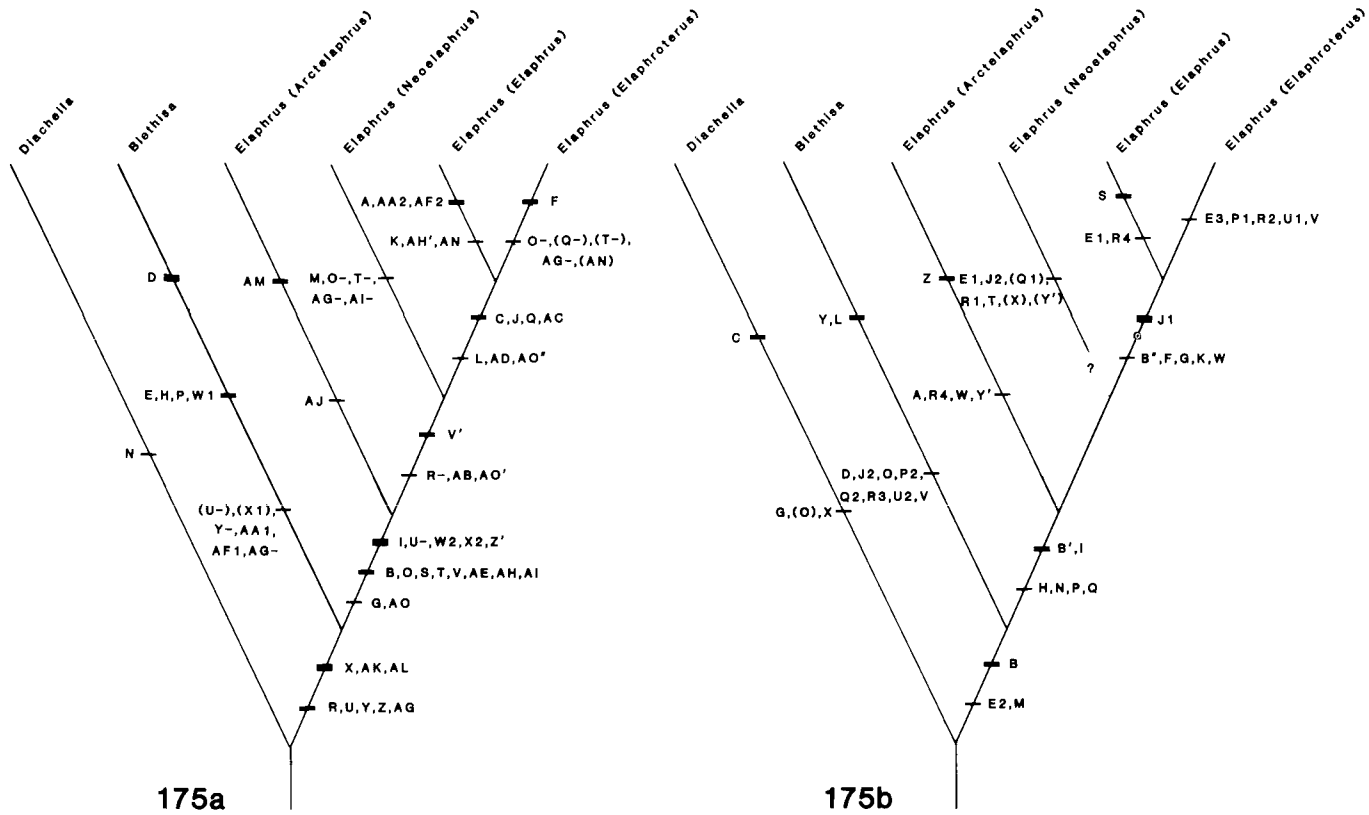 Diacheila
Blethisa
Elaphrus (Arctelaphrus)
Elaphrus (Neoelaphrus)
Elaphrus (Elaphrus)
Elaphrus (Elaphroterus)
A,AA2,AF2
F
K,AH',AN
O-,(Q-),(T-),
AG-,(AN)
D
AM
M,O-,T-,
AG-,AI-
C,J,Q,AC
L,AD,AO"
E,H,P,W1
AJ
V'
N
R-,AB,AO'
(U-),(X1),
Y-,AA1,
AF1,AG-
I,U-,W2,X2,Z'
B,O,S,T,V,AE,AH,AI
G,AO
X,AK,AL
R,U,Y,Z,AG
175a
Diacheila
Blethisa
Elaphrus (Arctelaphrus)
Elaphrus (Neoelaphrus)
Elaphrus (Elaphrus)
Elaphrus (Elaphroterus)
S
E3,P1,R2,U1,V
E1,R4
Z
E1,J2,(Q1),
R1,T,(X),(Y')
Y,L
J1
C
B",F,G,K,W
?
A,R4,W,Y'
D,J2,O,P2,
Q2,R3,U2,V
G,(O),X
B',I
H,N,P,Q
B
E2,M
175b